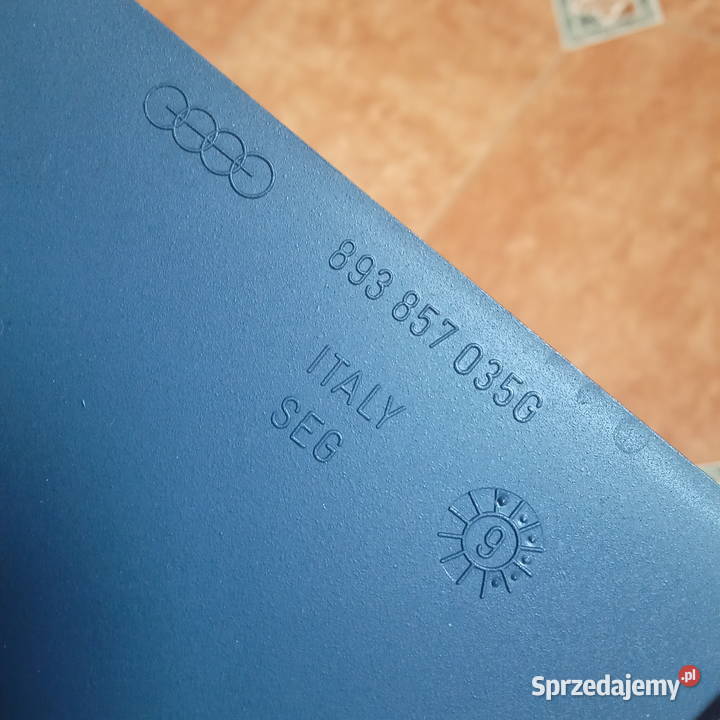 893 857 035G
ITALY
SEG
9
Sprzedajemy.pl